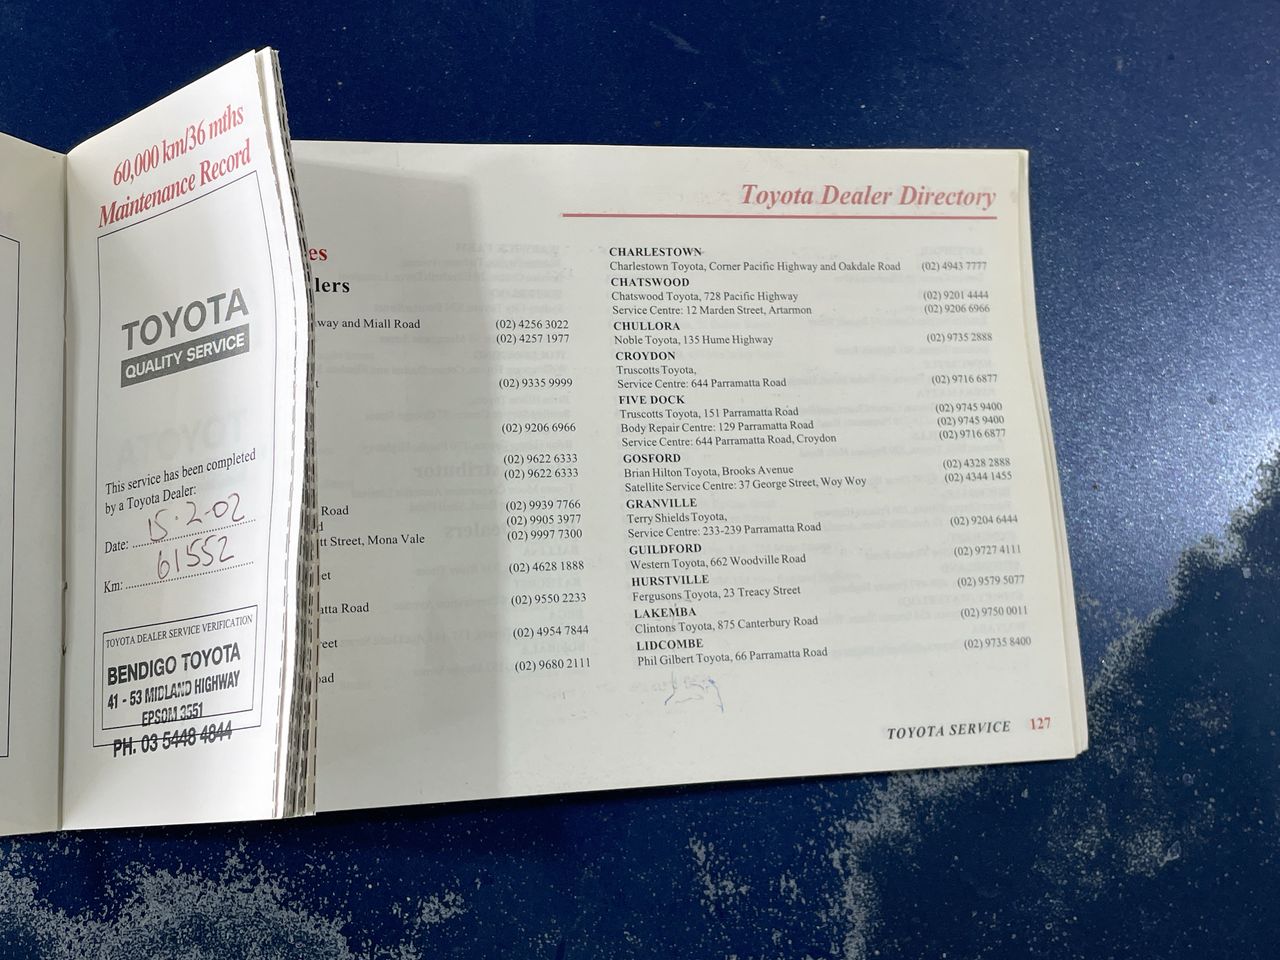 60,000 km/36 mths
Maintenance Record
TOYOTA
QUALITY SERVICE
This service has been completed
by a Toyota Dealer:
Date: 15·2-02
Km: 61552
TOYOTA DEALER SERVICE VERIFICATION
BENDIGO TOYOTA
41 - 53 MIDLAND HIGHWAY
EPSOM 3551
PH. 03 5448 4844
Toyota Dealer Directory
es
lers
way and Miall Road (02) 4256 3022
(02) 4257 1977
t (02) 9335 9999
(02) 9206 6966
(02) 9622 6333
(02) 9622 6333
Road (02) 9939 7766
d (02) 9905 3977
tt Street, Mona Vale (02) 9997 7300
et (02) 4628 1888
atta Road (02) 9550 2233
reet (02) 4954 7844
oad (02) 9680 2111
CHARLESTOWN
Charlestown Toyota, Corner Pacific Highway and Oakdale Road (02) 4943 7777
CHATSWOOD
Chatswood Toyota, 728 Pacific Highway (02) 9201 4444
Service Centre: 12 Marden Street, Artarmon (02) 9206 6966
CHULLORA
Noble Toyota, 135 Hume Highway (02) 9735 2888
CROYDON
Truscotts Toyota,
Service Centre: 644 Parramatta Road (02) 9716 6877
FIVE DOCK
Truscotts Toyota, 151 Parramatta Road (02) 9745 9400
Body Repair Centre: 129 Parramatta Road (02) 9745 9400
Service Centre: 644 Parramatta Road, Croydon (02) 9716 6877
GOSFORD
Brian Hilton Toyota, Brooks Avenue (02) 4328 2888
Satellite Service Centre: 37 George Street, Woy Woy (02) 4344 1455
GRANVILLE
Terry Shields Toyota,
Service Centre: 233-239 Parramatta Road (02) 9204 6444
GUILDFORD
Western Toyota, 662 Woodville Road (02) 9727 4111
HURSTVILLE
Fergusons Toyota, 23 Treacy Street (02) 9579 5077
LAKEMBA
Clintons Toyota, 875 Canterbury Road (02) 9750 0011
LIDCOMBE
Phil Gilbert Toyota, 66 Parramatta Road (02) 9735 8400
TOYOTA SERVICE 127